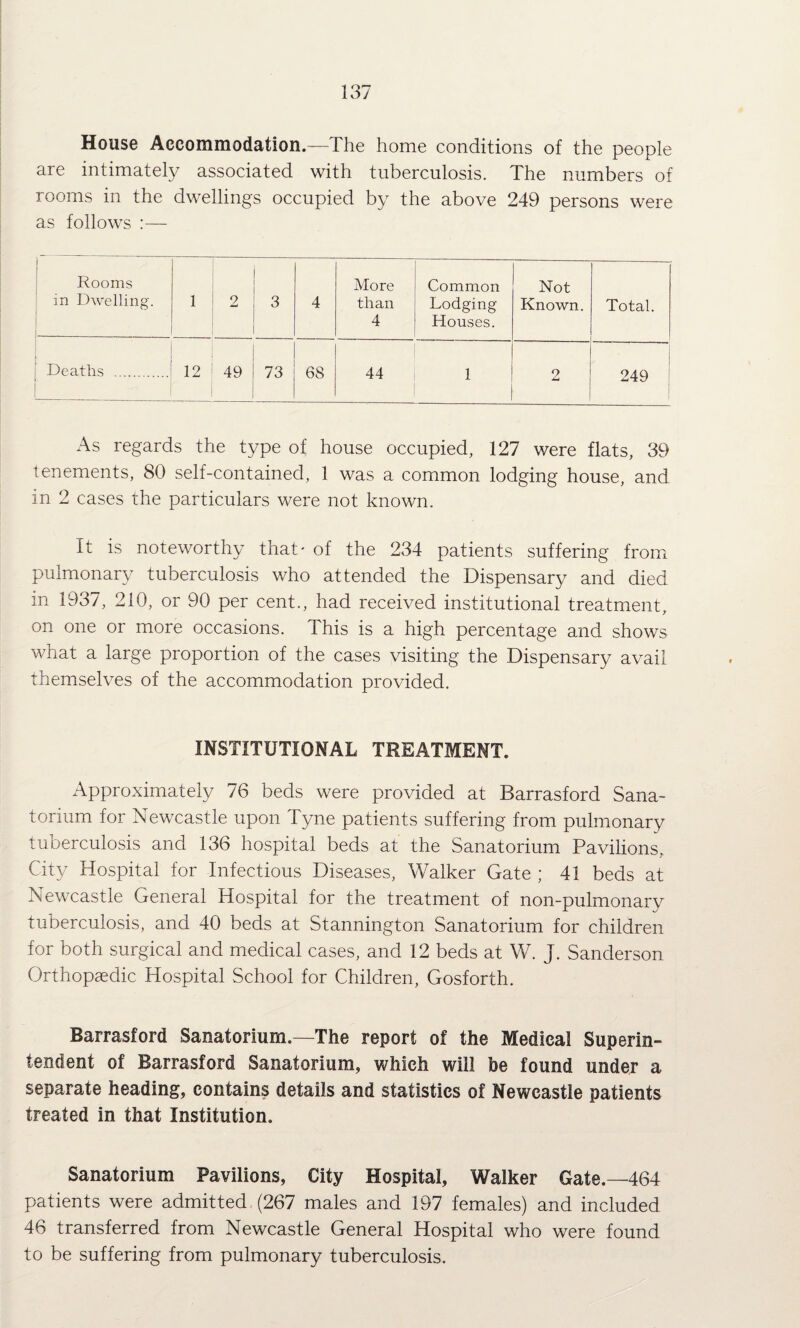 137
House Accommodation.—The home conditions of the people
are intimately associated with tuberculosis. The numbers of
rooms in the dwellings occupied by the above 249 persons were
as follows :—
Rooms in Dwelling. 1 2 3 4 More than 4 Common Lodging Houses. Not Known. Total.
Deaths ............ 12 49 73 68 44 1 2 249
As regards the type of house occupied, 127 were flats, 39
tenements, 80 self-contained, 1 was a common lodging house, and
in 2 cases the particulars were not known.
It is noteworthy that of the 234 patients suffering from
pulmonary tuberculosis who attended the Dispensary and died
in 1937, 210, or 90 per cent., had received institutional treatment,
on one or more occasions. This is a high percentage and shows
what a large proportion of the cases visiting the Dispensary avail
themselves of the accommodation provided.
INSTITUTIONAL TREATMENT.
Approximately 76 beds were provided at Barrasford Sana-
torium for Newcastle upon Tyne patients suffering from pulmonary
tuberculosis and 136 hospital beds at the Sanatorium Pavilions,
City Hospital for Infectious Diseases, Walker Gate ; 41 beds at
Newcastle General Hospital for the treatment of non-pulmonary
tuberculosis, and 40 beds at Stannington Sanatorium for children
for both surgical and medical cases, and 12 beds at W. J. Sanderson
Orthopædic Hospital School for Children, Gosforth.
Barrasford Sanatorium.—The report of the Medical Superin-
tendent of Barrasford Sanatorium, which will be found under a
separate heading, contains details and statistics of Newcastle patients
treated in that Institution.
Sanatorium Pavilions, City Hospital, Walker Gate.—464
patients were admitted (267 males and 197 females) and included
46 transferred from Newcastle General Hospital who were found
to be suffering from pulmonary tuberculosis.